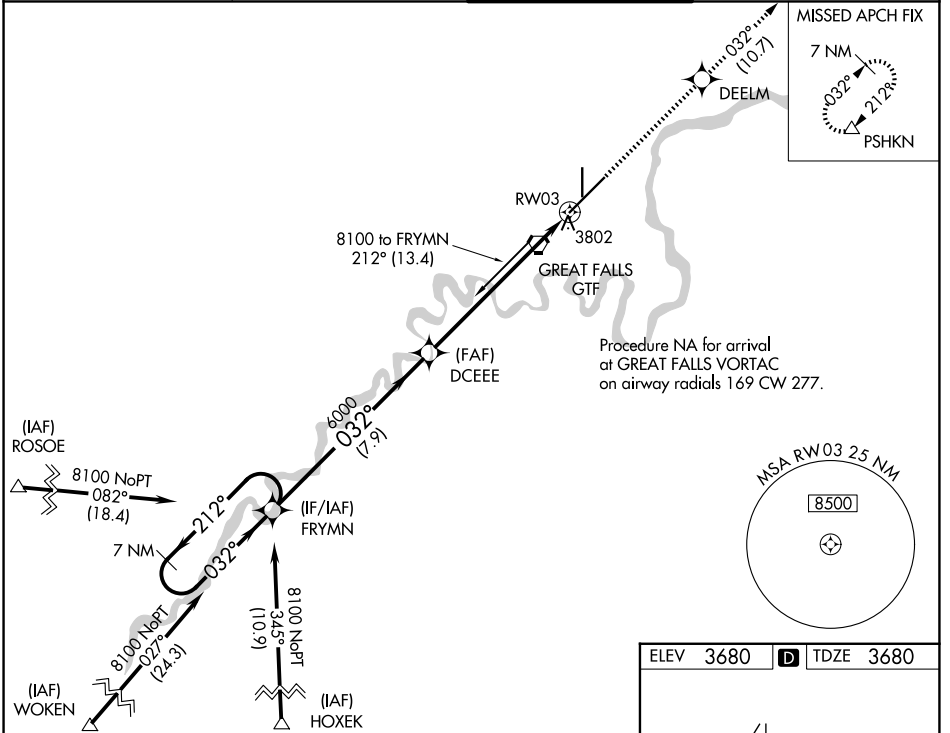 MISSED APCH FIX
7 NM
032°
212°
PSHKN
032°
(10.7)
DEELM
RW03
3802
8100 to FRYMN
212° (13.4)
GREAT FALLS
GTF
(FAF)
DCEEE
Procedure NA for arrival
at GREAT FALLS VORTAC
on airway radials 169 CW 277.
6000
032°
(7.9)
(IAF)
ROSOE
8100 NoPT
082°
(18.4)
212°
7 NM
032°
(IF/IAF)
FRYMN
MSA RW03 25 NM
8500
8100 NoPT
027°
(24.3)
8100 NoPT
345°
(10.9)
(IAF)
WOKEN
(IAF)
HOXEK
ELEV 3680 D TDZE 3680